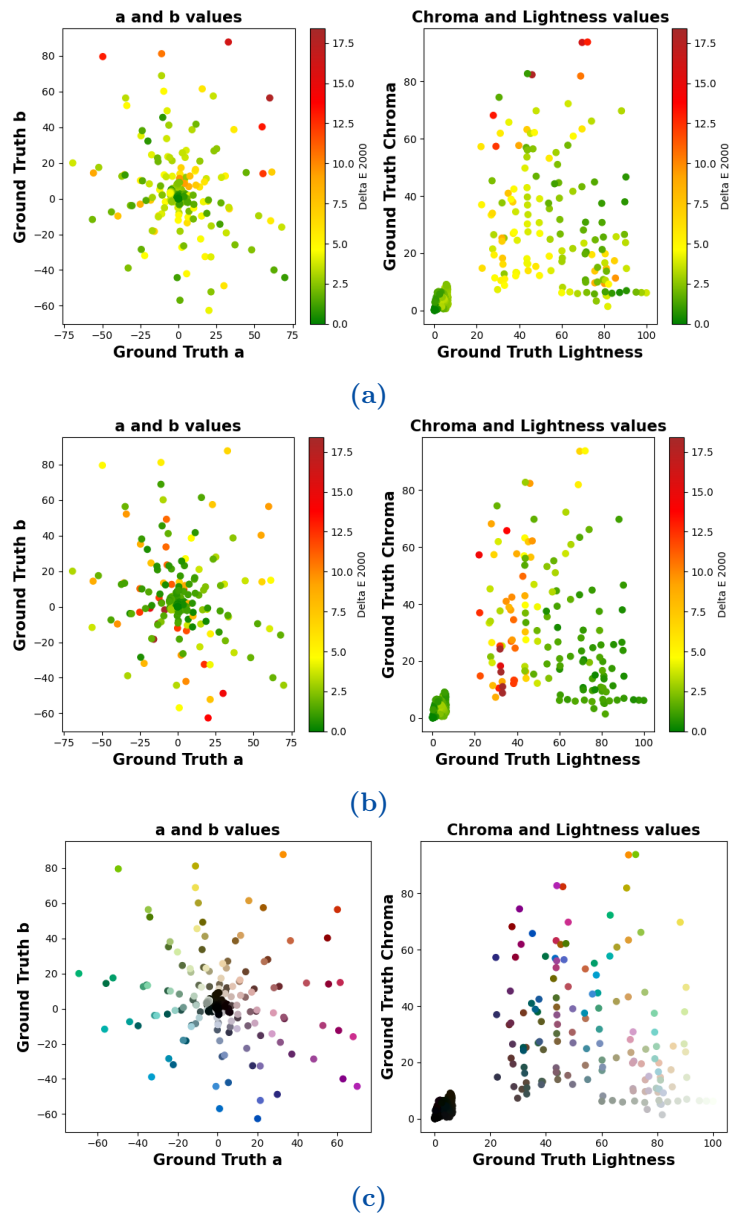 a and b values
80
60
40
20
0
−20
−40
−60
Ground Truth b
−75 −50 −25 0 25 50 75
Ground Truth a
17.5
15.0
12.5
10.0
7.5
5.0
2.5
0.0
Delta E 2000
Chroma and Lightness values
80
60
40
20
0
Ground Truth Chroma
0 20 40 60 80 100
Ground Truth Lightness
17.5
15.0
12.5
10.0
7.5
5.0
2.5
0.0
Delta E 2000
(a)
a and b values
80
60
40
20
0
−20
−40
−60
Ground Truth b
−75 −50 −25 0 25 50 75
Ground Truth a
17.5
15.0
12.5
10.0
7.5
5.0
2.5
0.0
Delta E 2000
Chroma and Lightness values
80
60
40
20
0
Ground Truth Chroma
0 20 40 60 80 100
Ground Truth Lightness
17.5
15.0
12.5
10.0
7.5
5.0
2.5
0.0
Delta E 2000
(b)
a and b values
80
60
40
20
0
−20
−40
−60
Ground Truth b
−60 −40 −20 0 20 40 60
Ground Truth a
Chroma and Lightness values
80
60
40
20
0
Ground Truth Chroma
0 20 40 60 80 100
Ground Truth Lightness
(c)